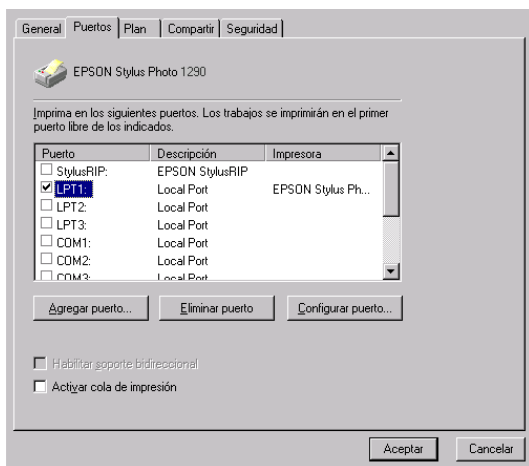 General Puertos Plan Compartir Seguridad
EPSON Stylus Photo 1290
Imprima en los siguientes puertos. Los trabajos se imprimirán en el primer
puerto libre de los indicados.
Puerto Descripción Impresora
StylusRIP: EPSON StylusRIP
LPT1: Local Port EPSON Stylus Ph...
LPT2: Local Port
LPT3: Local Port
COM1: Local Port
COM2: Local Port
COM3: Local Port
Agregar puerto... Eliminar puerto Configurar puerto...
Habilitar soporte bidireccional
Activar cola de impresión
Aceptar Cancelar